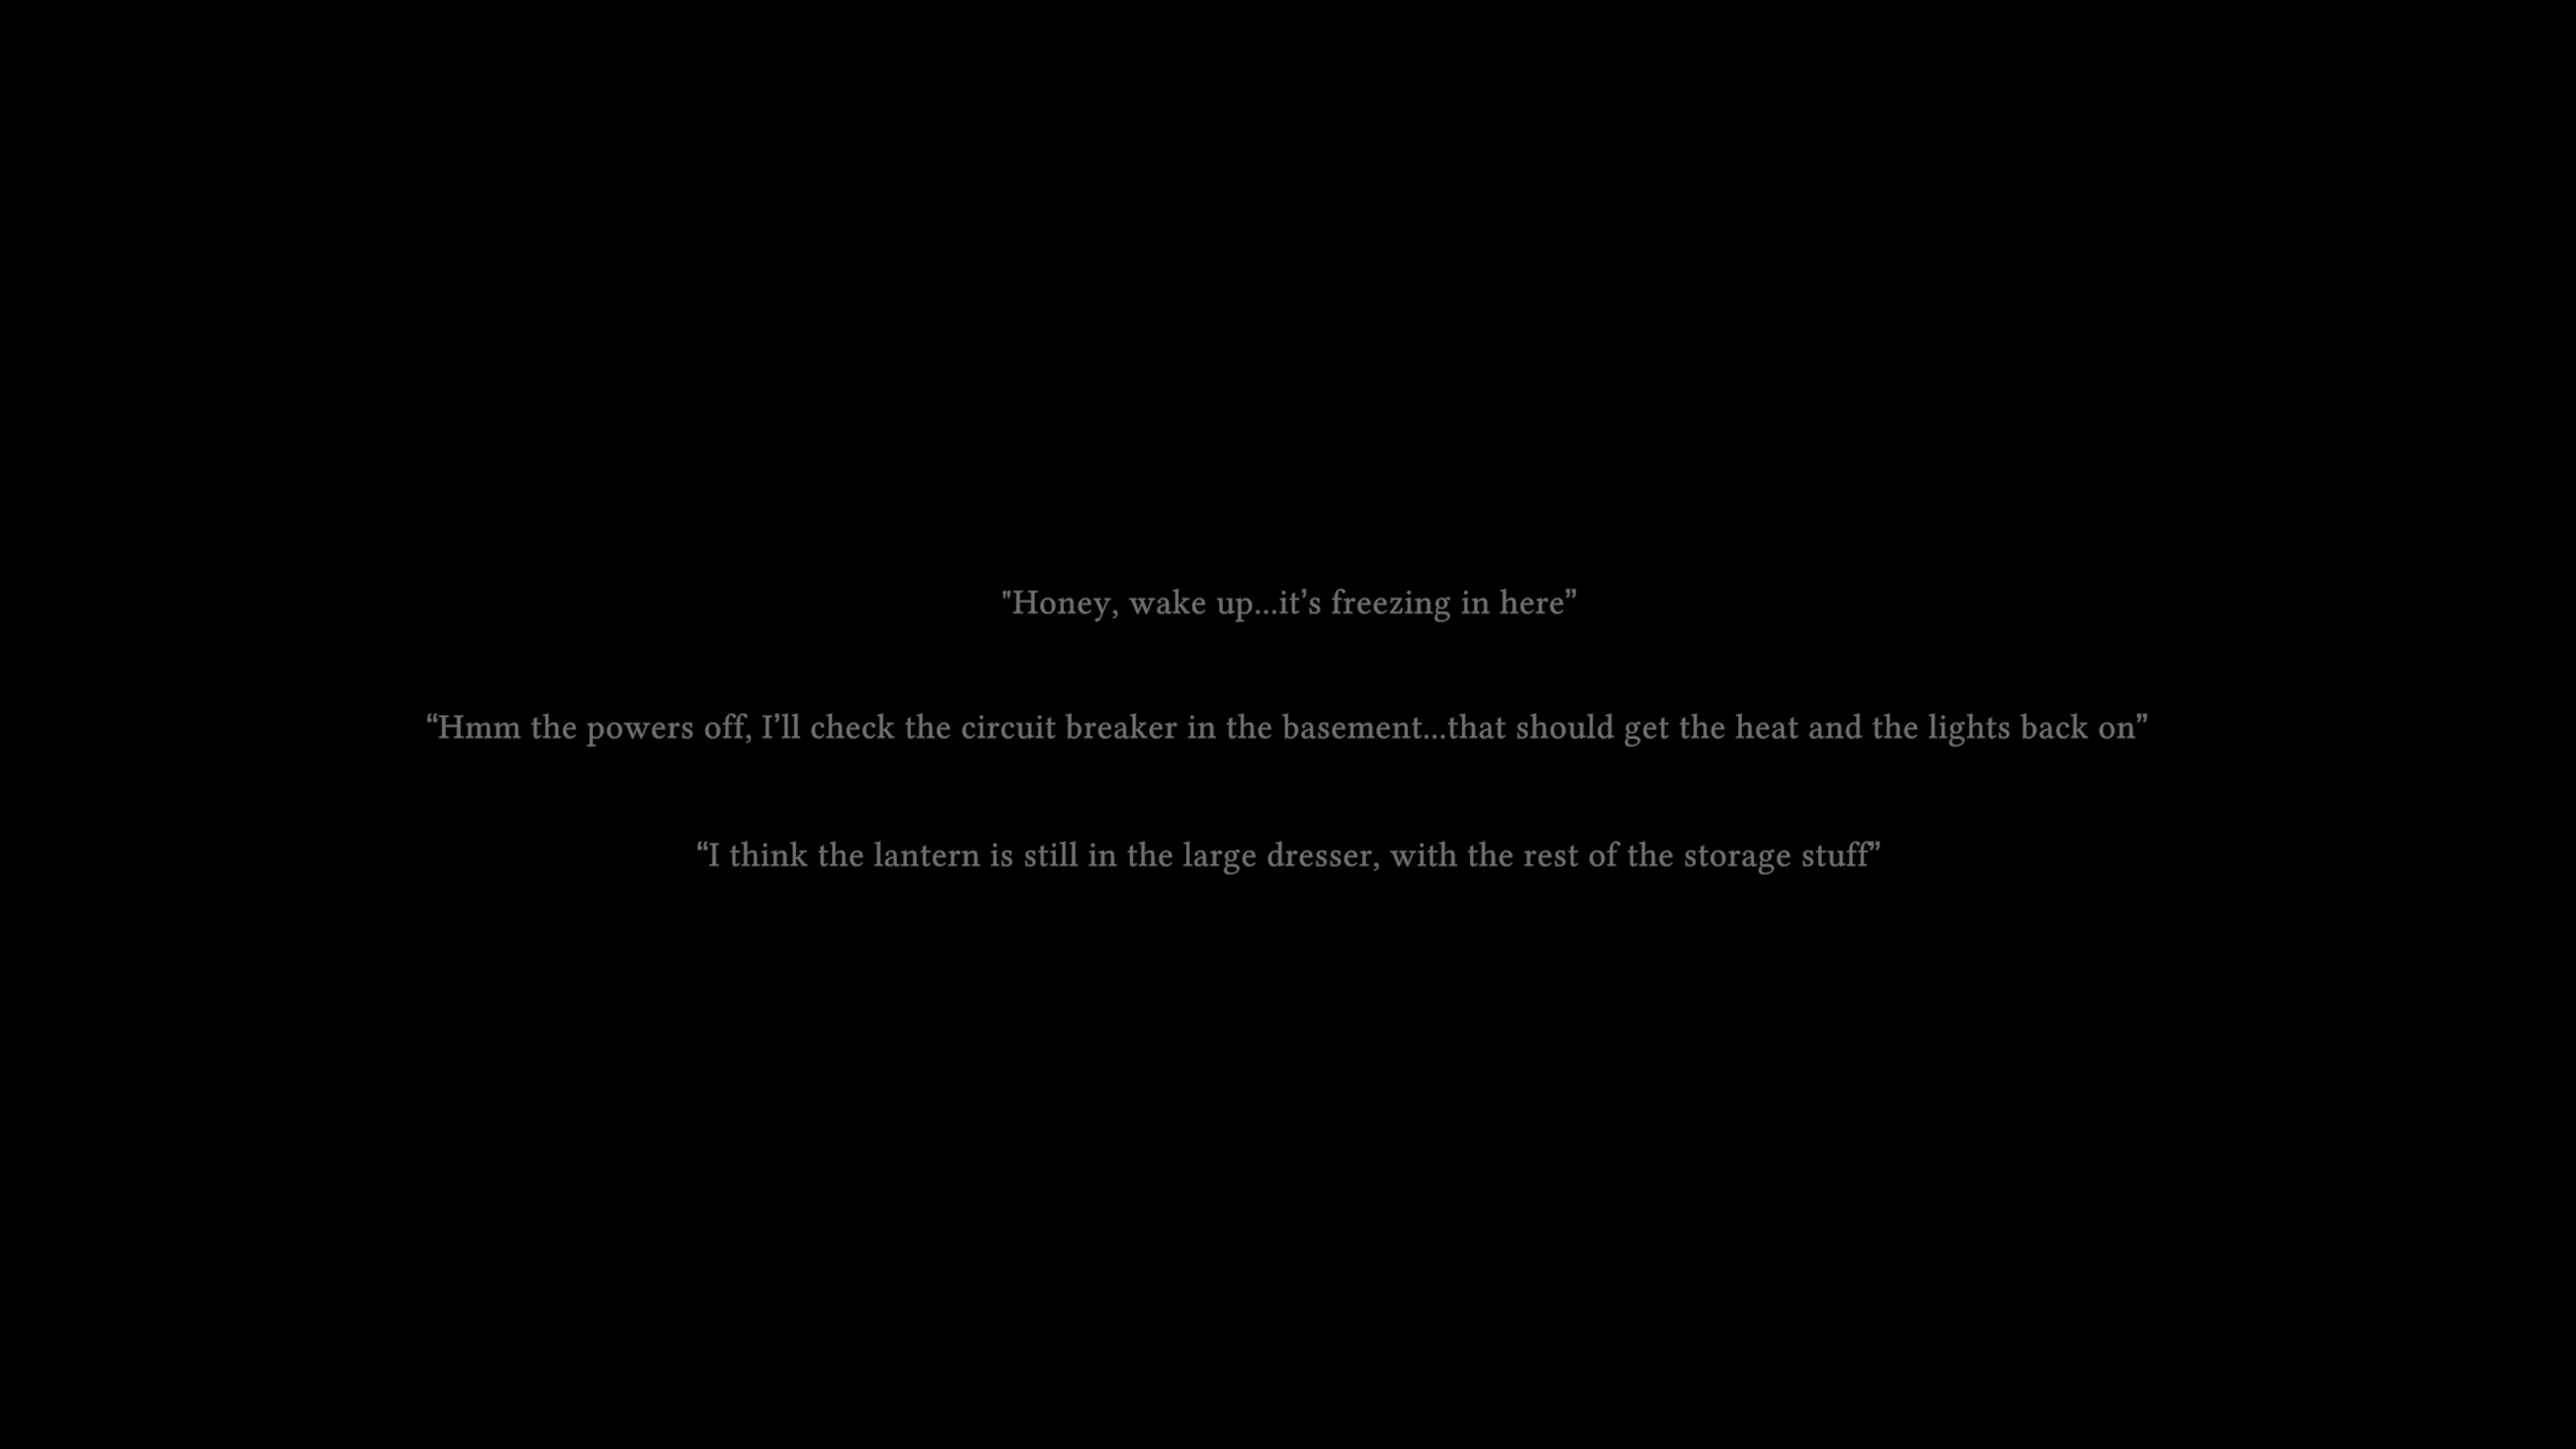 "Honey, wake up...it’s freezing in here”
“Hmm the powers off, I’ll check the circuit breaker in the basement...that should get the heat and the lights back on”
“I think the lantern is still in the large dresser, with the rest of the storage stuff”